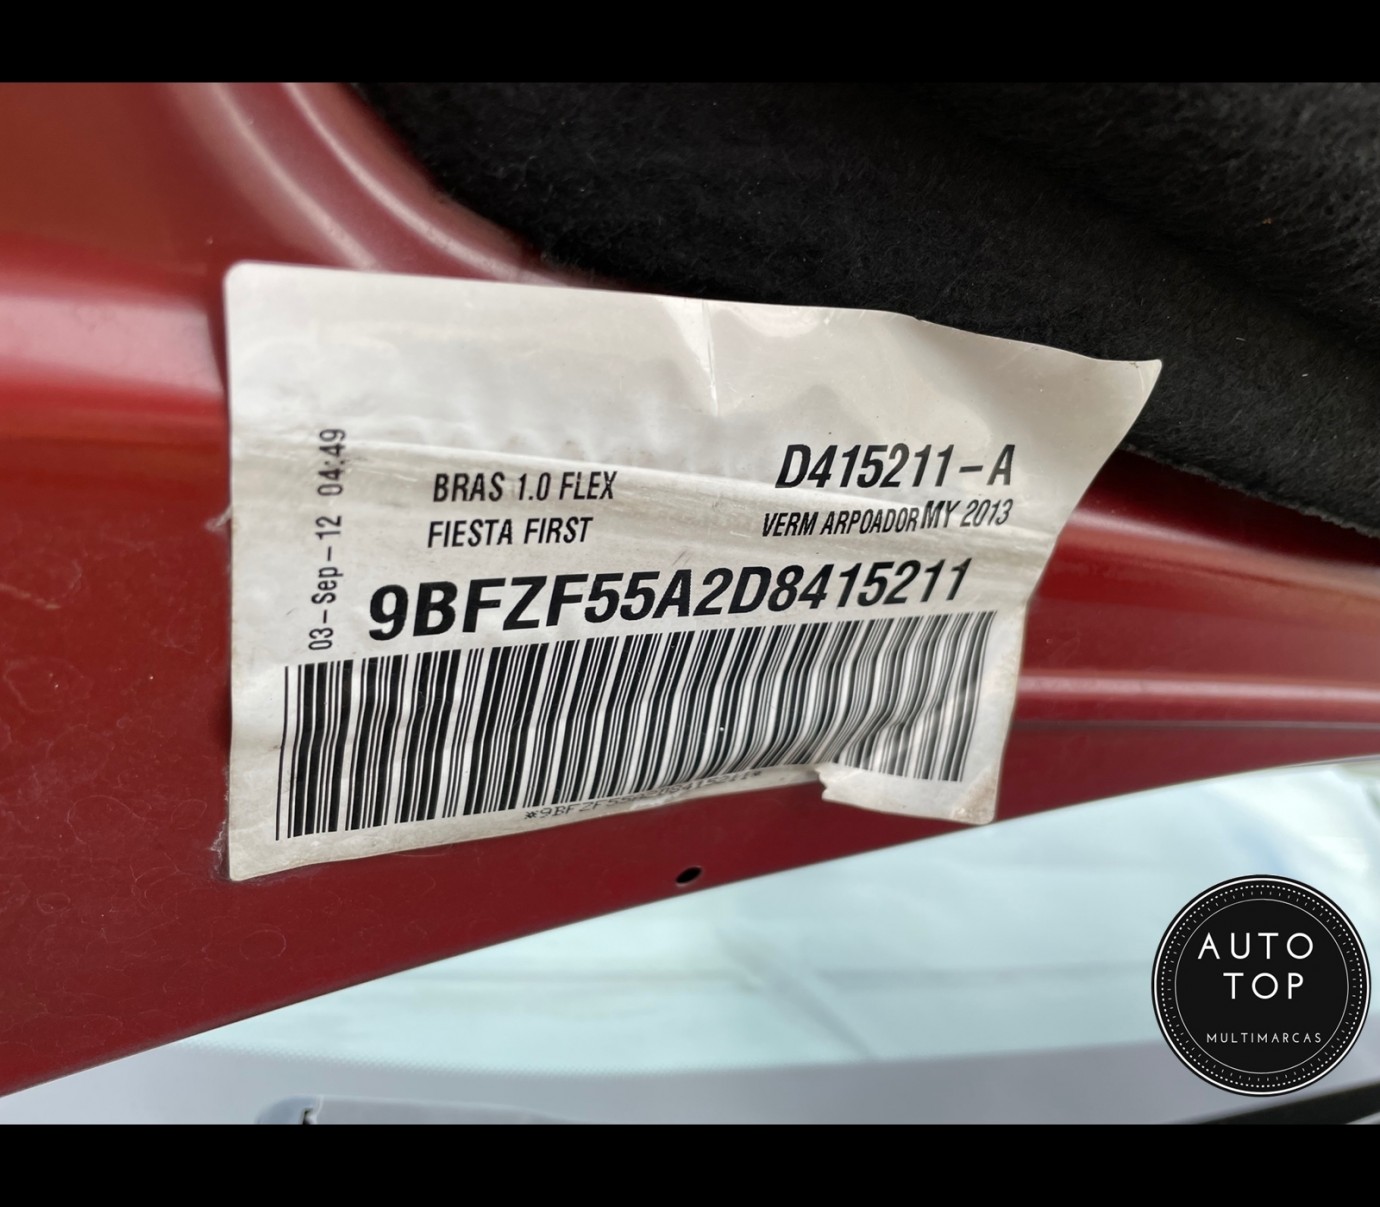 03-Sep-12 04:49
BRAS 1.0 FLEX
FIESTA FIRST
D415211-A
VERM ARPOADOR MY 2013
9BFZF55A2D8415211
*9BFZF55A2D8415211*
AUTO
TOP
MULTIMARCAS